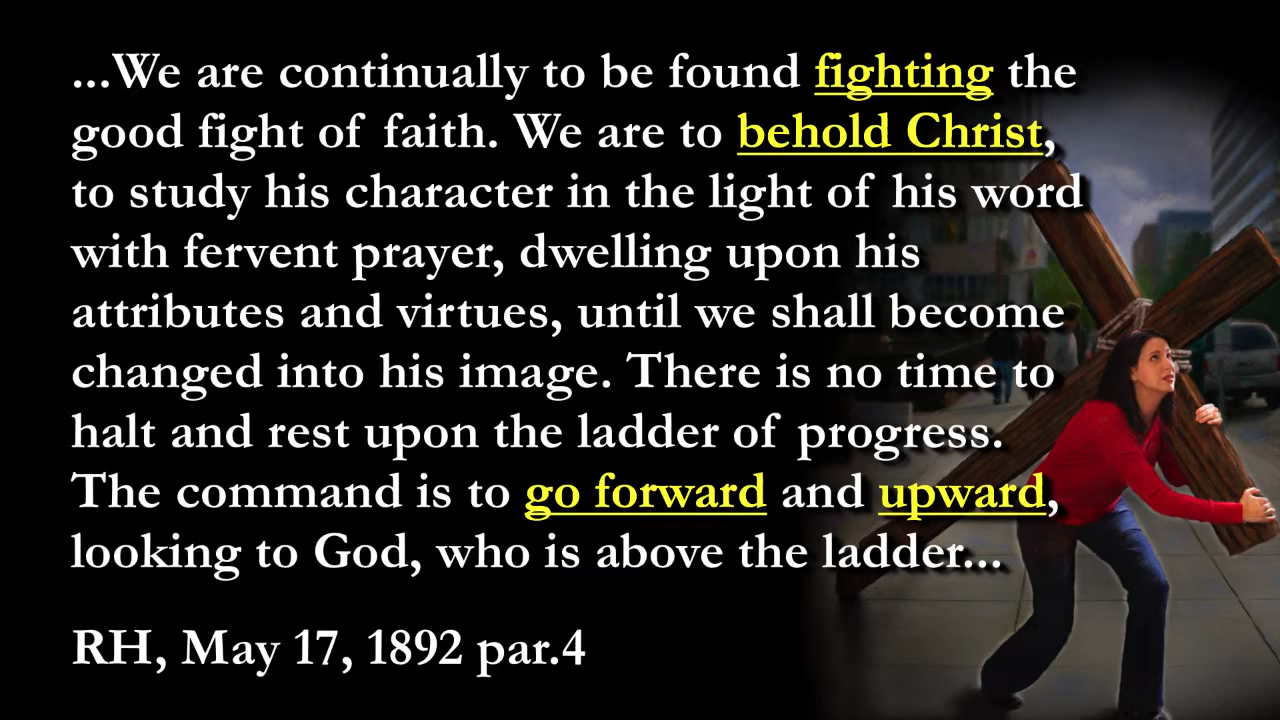 ...We are continually to be found fighting the
good fight of faith. We are to behold Christ,
to study his character in the light of his word
with fervent prayer, dwelling upon his
attributes and virtues, until we shall become
changed into his image. There is no time to
halt and rest upon the ladder of progress.
The command is to go forward and upward,
looking to God, who is above the ladder...
RH, May 17, 1892 par.4